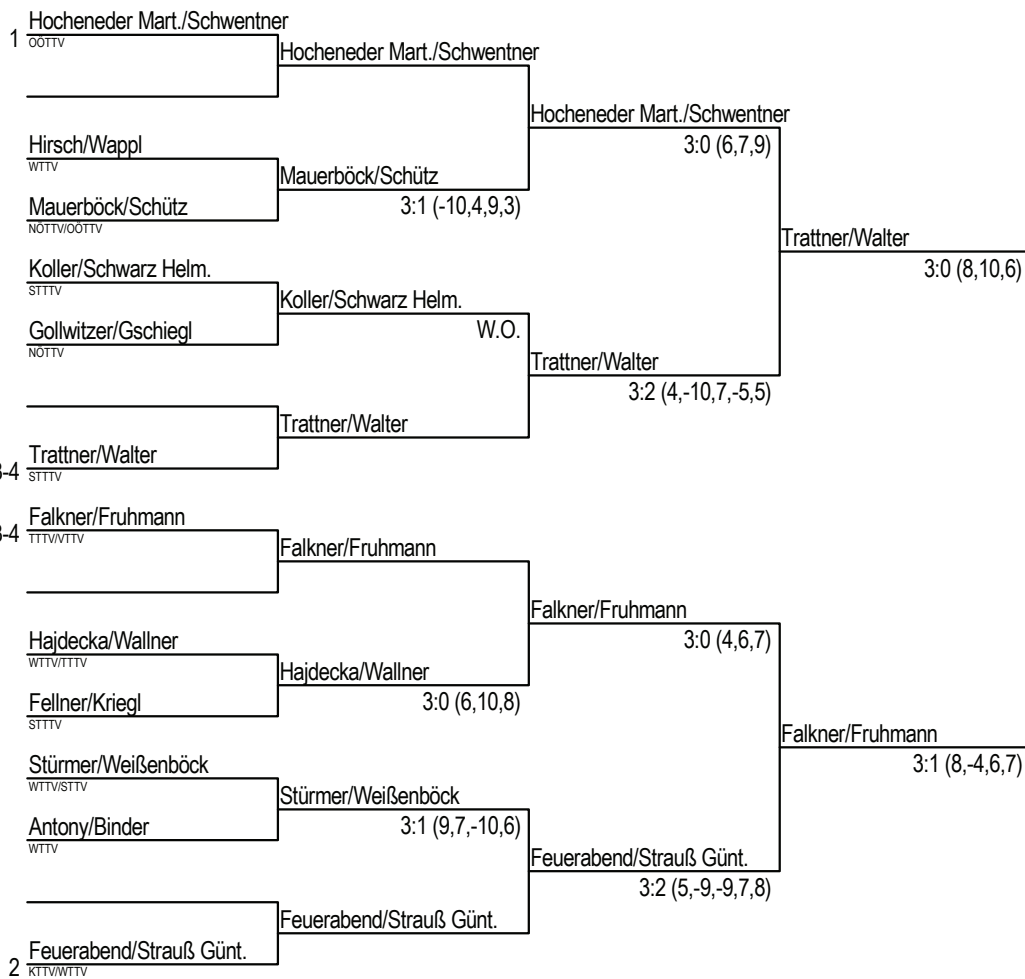 Hocheneder Mart./Schwentner
1
OÖTTV
Hocheneder Mart./Schwentner
Hocheneder Mart./Schwentner
3:0 (6,7,9)
Hirsch/Wappl
WTTV
Mauerböck/Schütz
3:1 (-10,4,9,3)
Mauerböck/Schütz
NÖTTV/OÖTTV
Trattner/Walter
3:0 (8,10,6)
Koller/Schwarz Helm.
STTTV
Koller/Schwarz Helm.
W.O.
Gollwitzer/Gschiegl
NÖTTV
Trattner/Walter
3:2 (4,-10,7,-5,5)
Trattner/Walter
Trattner/Walter
3-4
STTTV
Falkner/Fruhmann
3-4
TTTV/VTTV
Falkner/Fruhmann
Falkner/Fruhmann
3:0 (4,6,7)
Hajdecka/Wallner
WTTV/TTTV
Hajdecka/Wallner
3:0 (6,10,8)
Fellner/Kriegl
STTTV
Falkner/Fruhmann
3:1 (8,-4,6,7)
Stürmer/Weißenböck
WTTV/STTV
Stürmer/Weißenböck
3:1 (9,7,-10,6)
Antony/Binder
WTTV
Feuerabend/Strauß Günt.
3:2 (5,-9,-9,7,8)
Feuerabend/Strauß Günt.
Feuerabend/Strauß Günt.
2
KTTV/WTTV